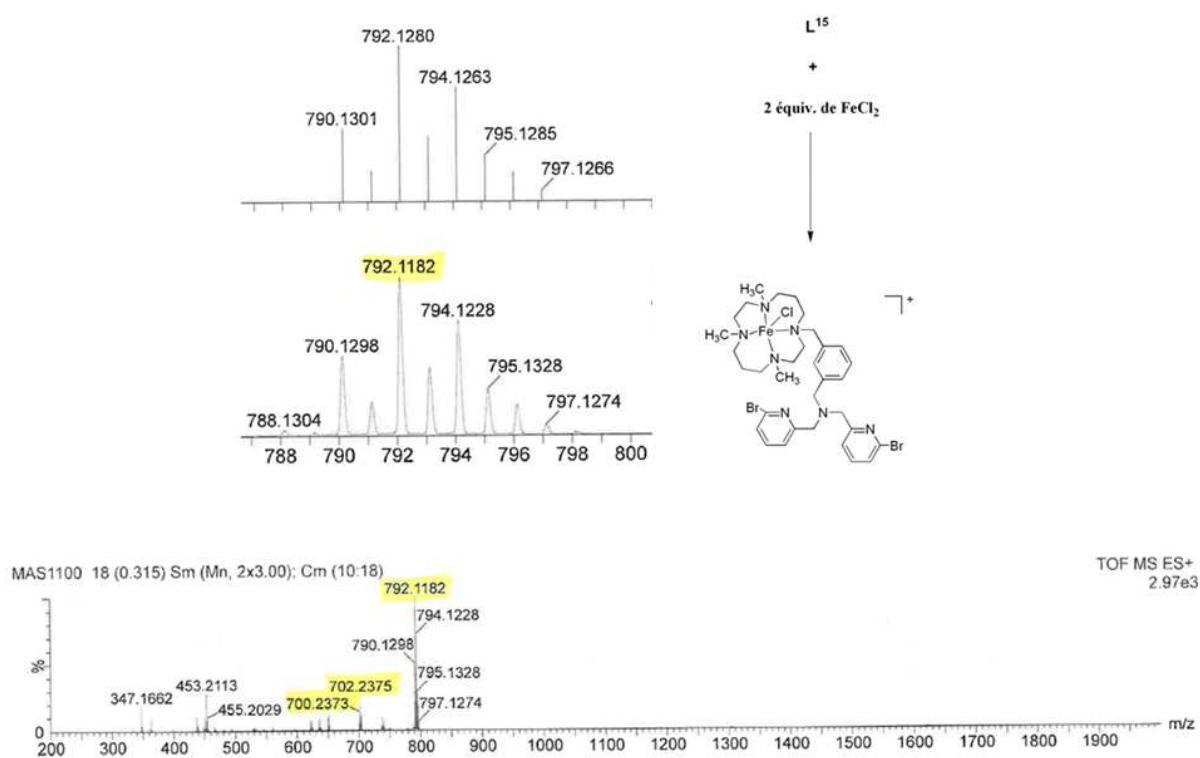 792.1280
794.1263
790.1301
795.1285
797.1266
L¹⁵
+
2 équiv. de FeCl₂
792.1182
794.1228
790.1298
795.1328
788.1304
797.1274
788 790 792 794 796 798 800
H₃C
Cl
N
Fe
N
H₃C
N
N
CH₃
⁺
Br
N
N
N
Br
MAS1100 18 (0.315) Sm (Mn, 2x3.00); Cm (10:18)
TOF MS ES+
2.97e3
792.1182
794.1228
790.1298
%
795.1328
453.2113
702.2375
347.1662
797.1274
455.2029
700.2373
0
200 300 400 500 600 700 800 900 1000 1100 1200 1300 1400 1500 1600 1700 1800 1900
m/z